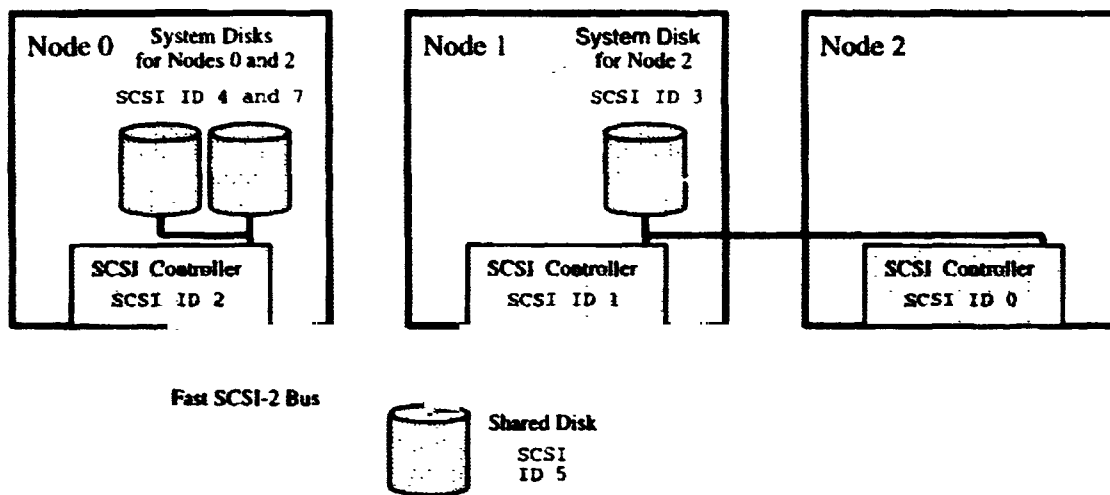 Node 0
System Disks
for Nodes 0 and 2
SCSI ID 4 and 7
SCSI Controller
SCSI ID 2
Node 1
System Disk
for Node 2
SCSI ID 3
SCSI Controller
SCSI ID 1
Node 2
SCSI Controller
SCSI ID 0
Fast SCSI-2 Bus
Shared Disk
SCSI
ID 5